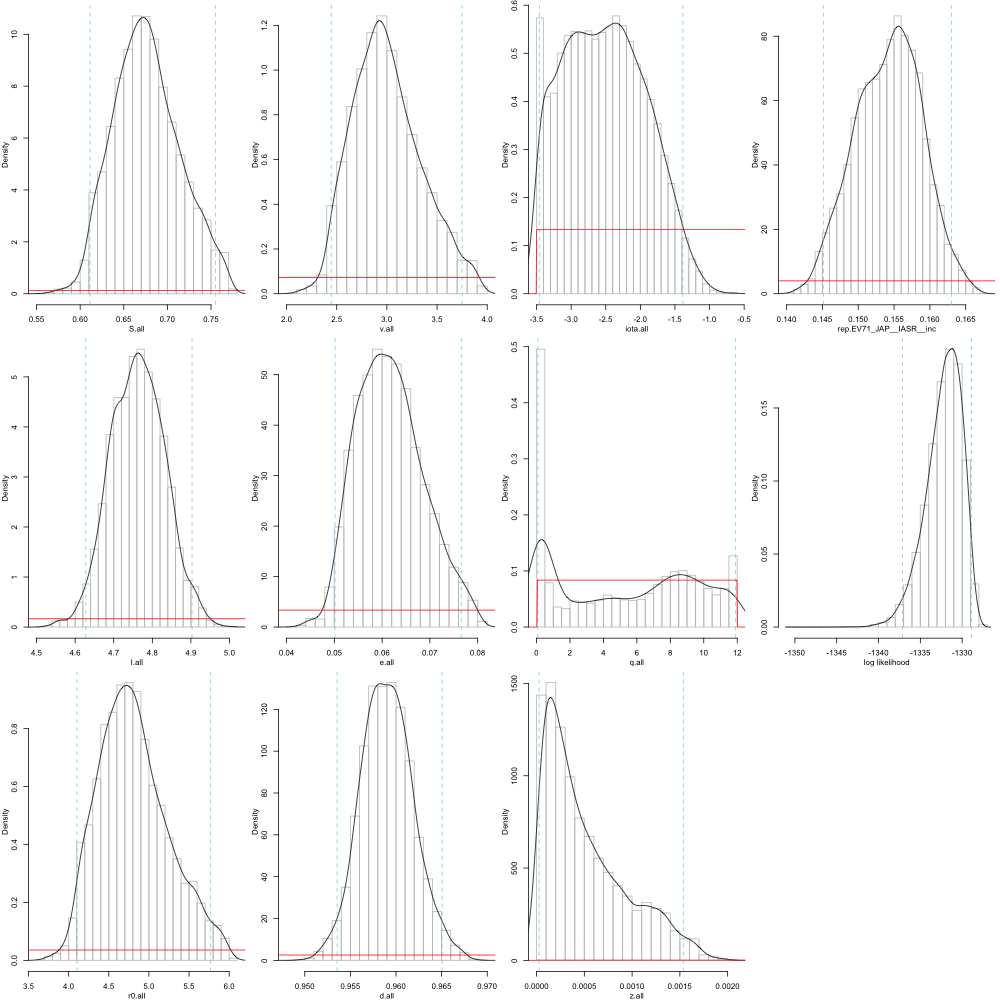 Density
0 2 4 6 8 10
0.55 0.60 0.65 0.70 0.75
S.all
Density
0.0 0.2 0.4 0.6 0.8 1.0 1.2
2.0 2.5 3.0 3.5 4.0
v.all
Density
0.0 0.1 0.2 0.3 0.4 0.5 0.6
-3.5 -3.0 -2.5 -2.0 -1.5 -1.0 -0.5
iota.all
Density
0 20 40 60 80
0.140 0.145 0.150 0.155 0.160 0.165
rep.EV71_JAP__IASR__inc
Density
0 1 2 3 4 5
4.5 4.6 4.7 4.8 4.9 5.0
l.all
Density
0 10 20 30 40 50
0.04 0.05 0.06 0.07 0.08
e.all
Density
0.0 0.1 0.2 0.3 0.4 0.5
0 2 4 6 8 10 12
q.all
Density
0.00 0.05 0.10 0.15
-1350 -1345 -1340 -1335 -1330
log likelihood
Density
0.0 0.2 0.4 0.6 0.8
3.5 4.0 4.5 5.0 5.5 6.0
r0.all
Density
0 20 40 60 80 100 120
0.950 0.955 0.960 0.965 0.970
d.all
Density
0 500 1000 1500
0.0000 0.0005 0.0010 0.0015 0.0020
z.all